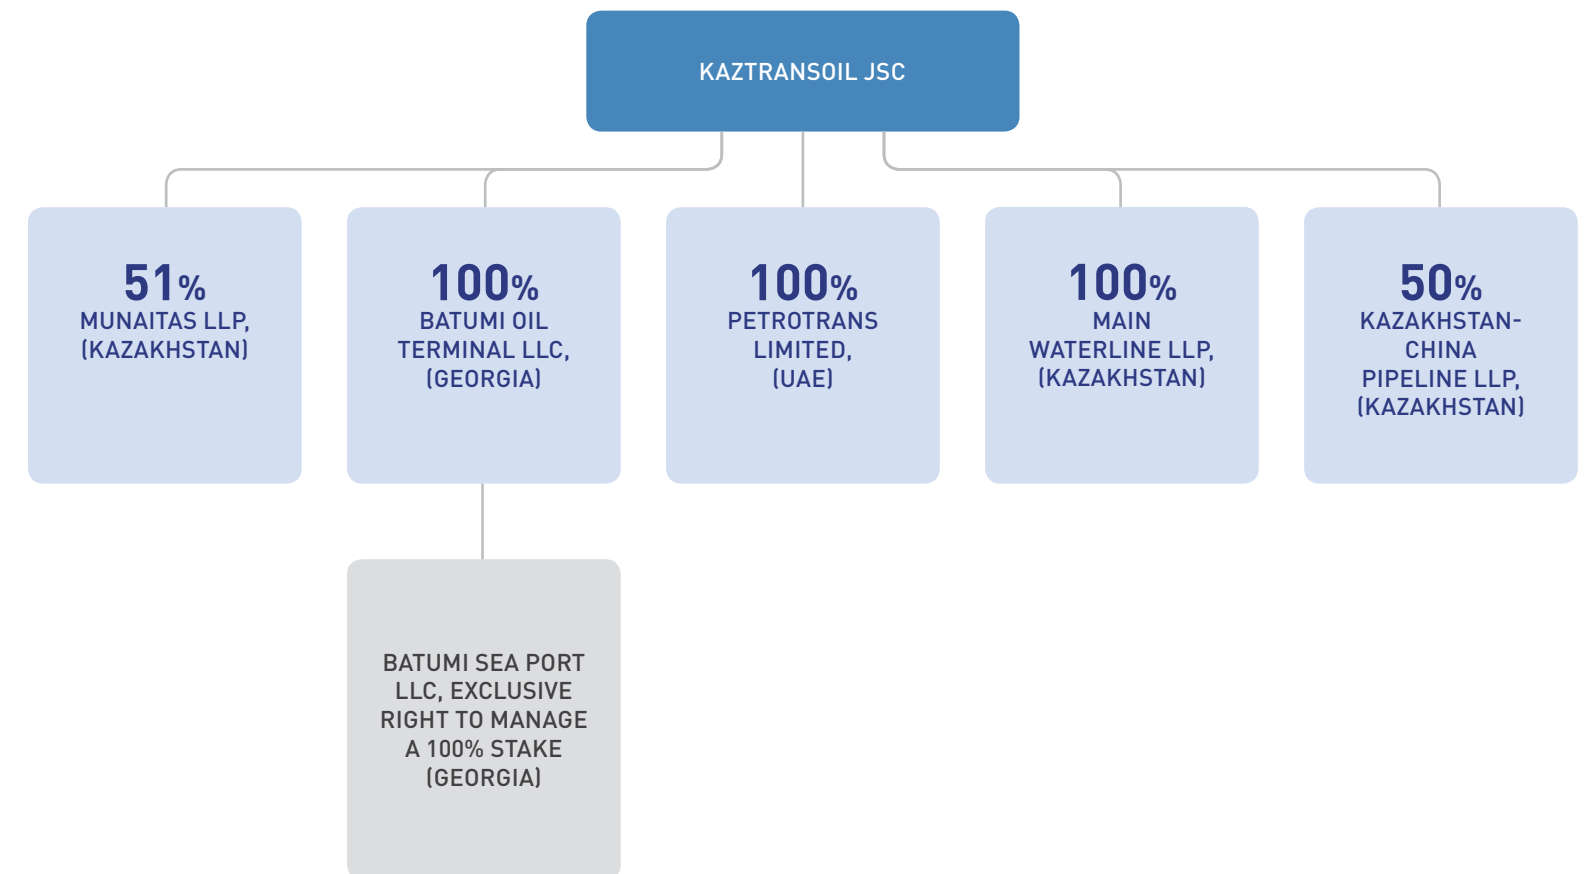 KAZTRANSOIL JSC
51%
MUNAITAS LLP,
(KAZAKHSTAN)
100%
BATUMI OIL
TERMINAL LLC,
(GEORGIA)
100%
PETROTRANS
LIMITED,
(UAE)
100%
MAIN
WATERLINE LLP,
(KAZAKHSTAN)
50%
KAZAKHSTAN-
CHINA
PIPELINE LLP,
(KAZAKHSTAN)
BATUMI SEA PORT
LLC, EXCLUSIVE
RIGHT TO MANAGE
A 100% STAKE
(GEORGIA)